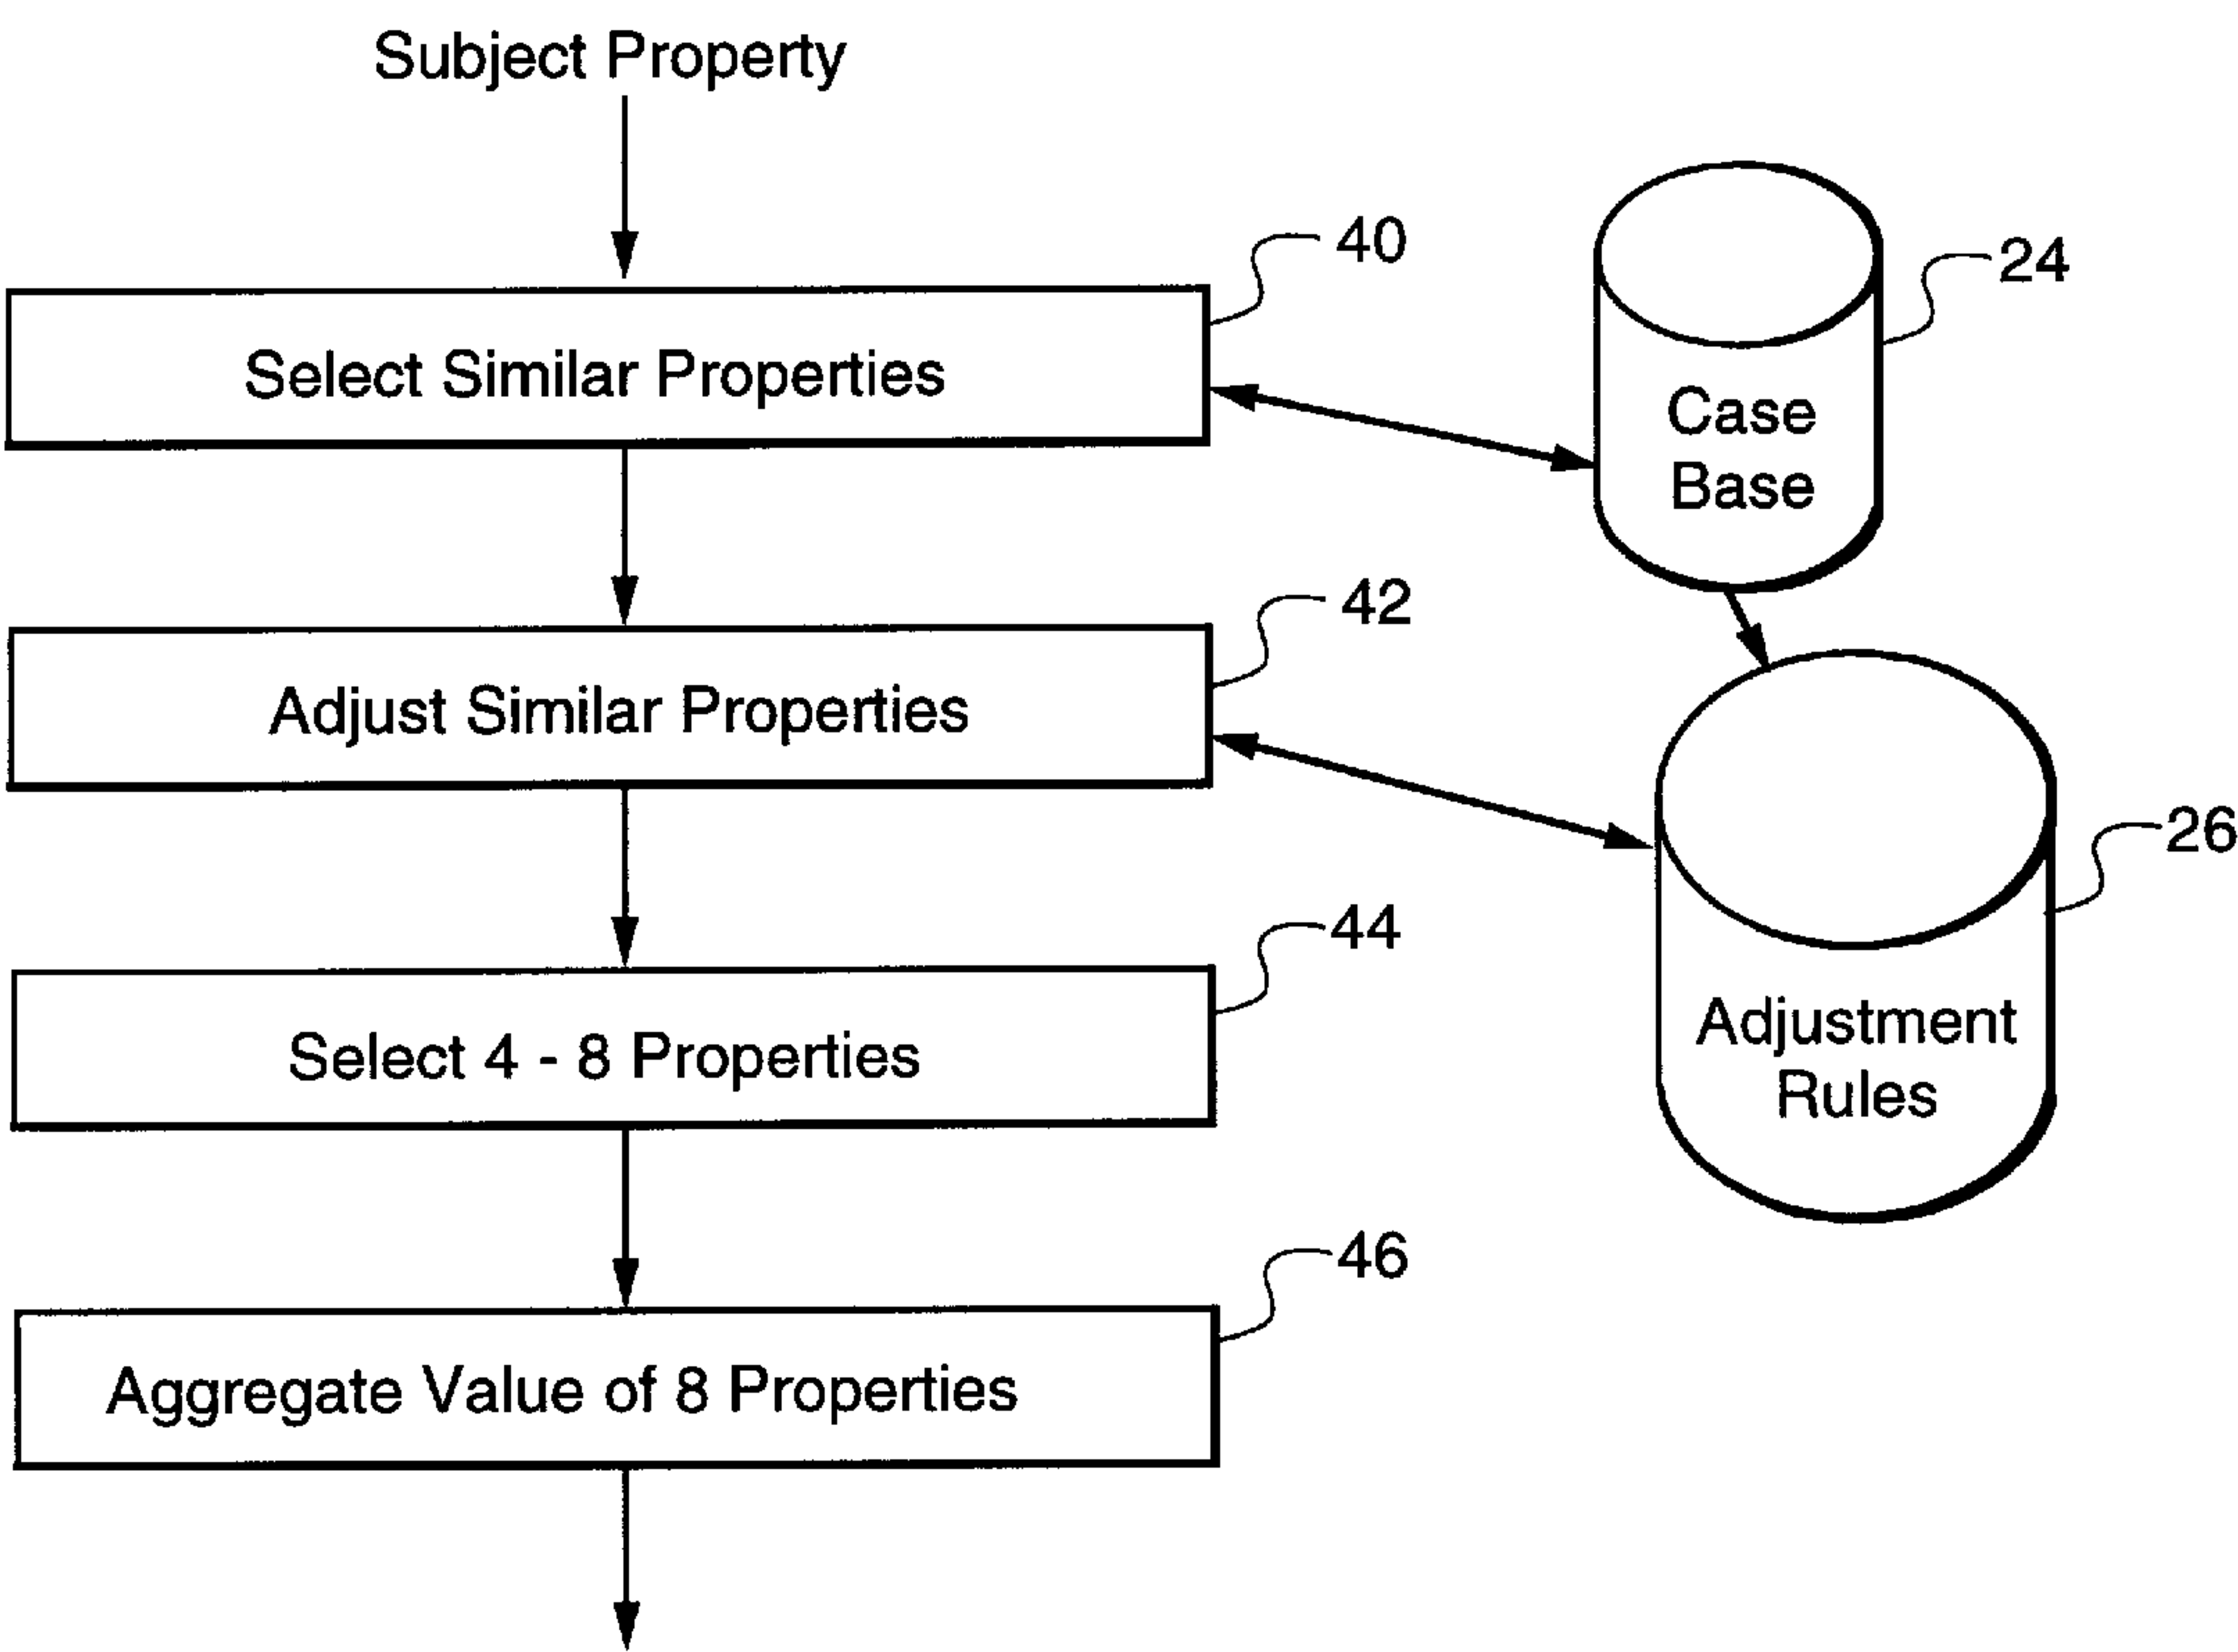 Subject Property
40
24
Select Similar Properties
Case
Base
42
Adjust Similar Properties
26
44
Adjustment
Rules
Select 4 - 8 Properties
46
Aggregate Value of 8 Properties